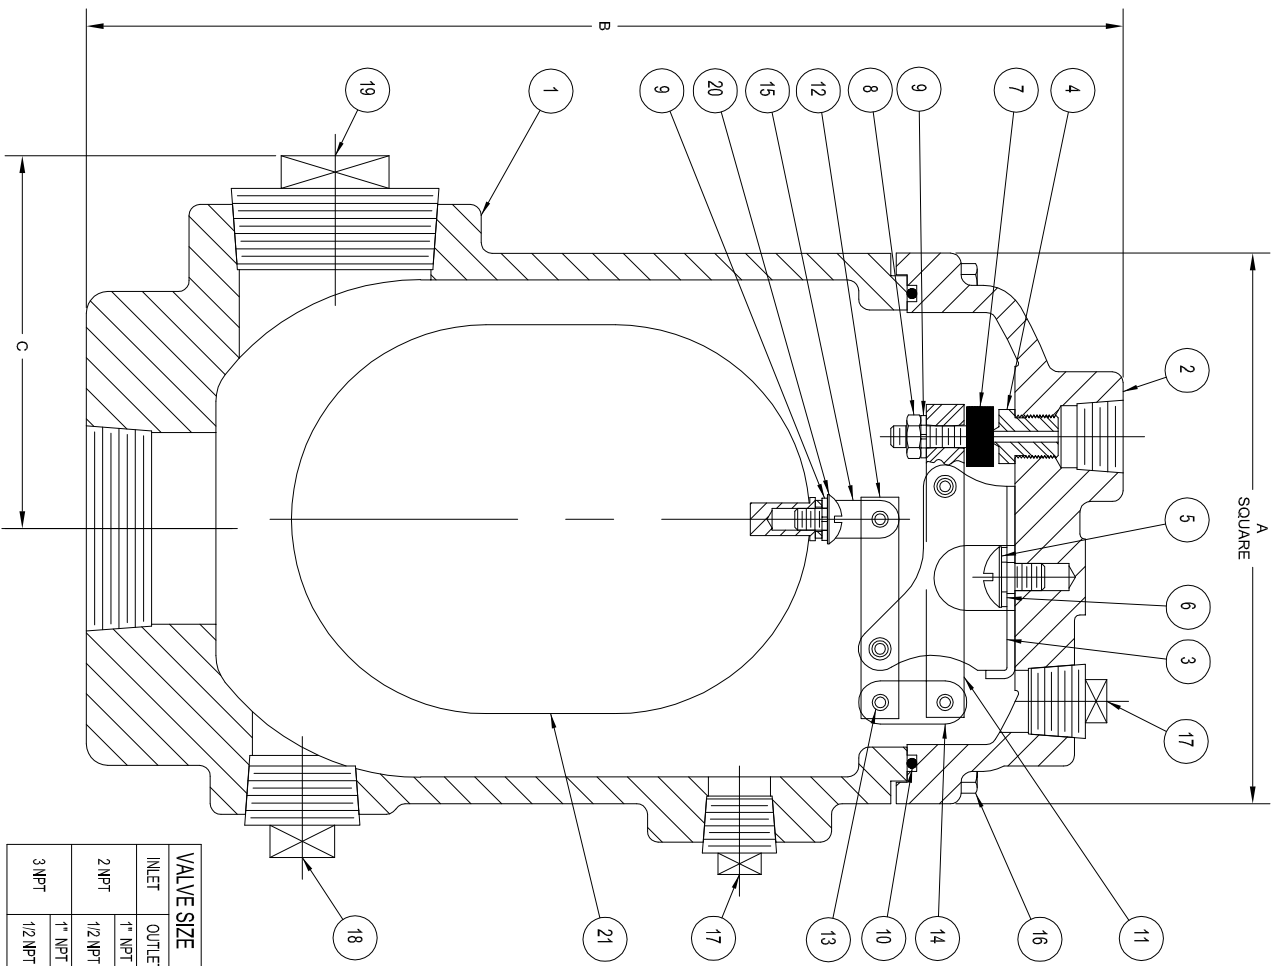 B
19
1
9
20
15
12
8
9
7
4
C
2
A
SQUARE
5
6
3
17
18
21
17
13
10
14
16
11
VALVE SIZE
INLET OUTLET
2 NPT 1" NPT
1/2 NPT
3 NPT 1" NPT
1/2 NPT